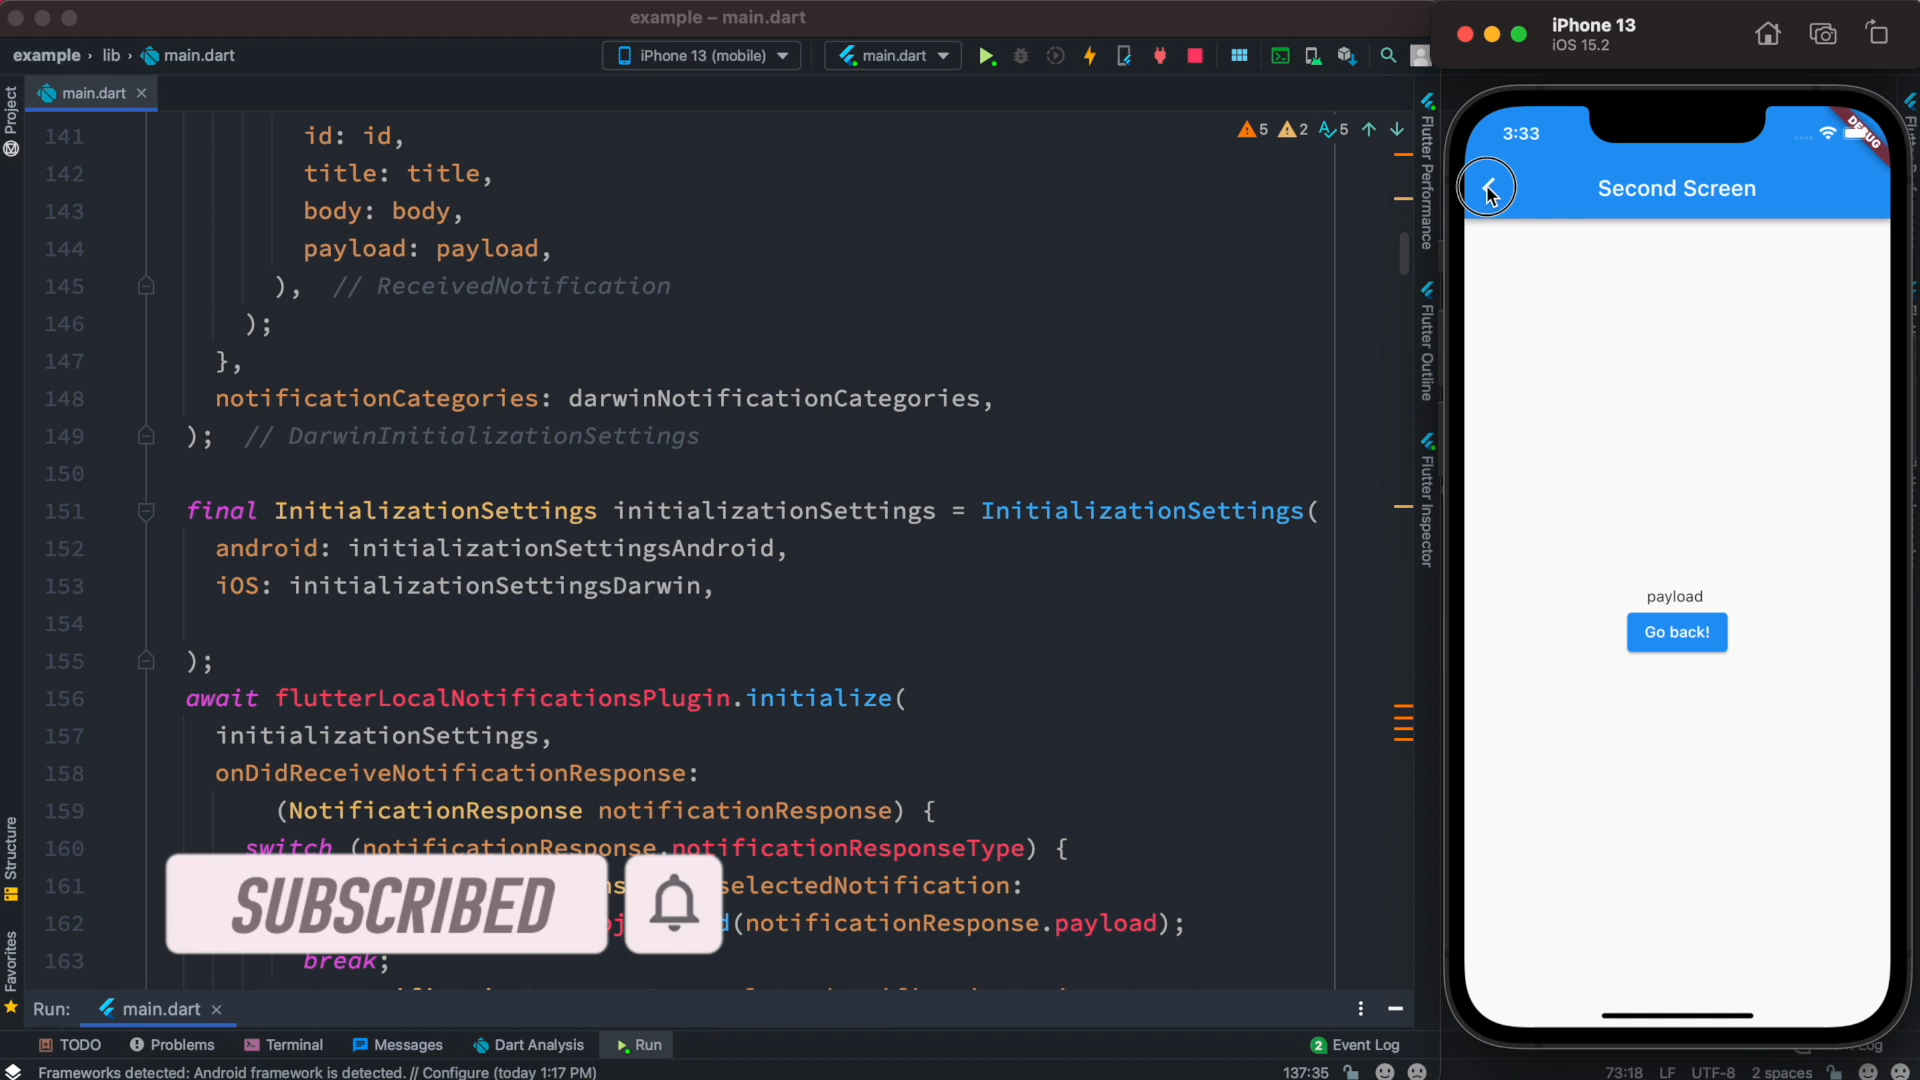 example – main.dart
example › lib › main.dart
iPhone 13 (mobile)
main.dart
main.dart
Project
Structure
Favorites
5 2 5
141 id: id,
142 title: title,
143 body: body,
144 payload: payload,
145 ), // ReceivedNotification
146 );
147 },
148 notificationCategories: darwinNotificationCategories,
149 ); // DarwinInitializationSettings
150
151 final InitializationSettings initializationSettings = InitializationSettings(
152 android: initializationSettingsAndroid,
153 iOS: initializationSettingsDarwin,
154
155 );
156 await flutterLocalNotificationsPlugin.initialize(
157 initializationSettings,
158 onDidReceiveNotificationResponse:
159 (NotificationResponse notificationResponse) {
160 switch (notificationResponse.notificationResponseType) {
161 selectedNotification:
162 (notificationResponse.payload);
163 break;
SUBSCRIBED
Flutter Performance
Flutter Outline
Flutter Inspector
Run: main.dart
TODO Problems Terminal Messages Dart Analysis Run 2 Event Log
Frameworks detected: Android framework is detected. // Configure (today 1:17 PM) 137:35
iPhone 13
iOS 15.2
3:33
DEBUG
Second Screen
payload
Go back!
73:18 LF UTF-8 2 spaces